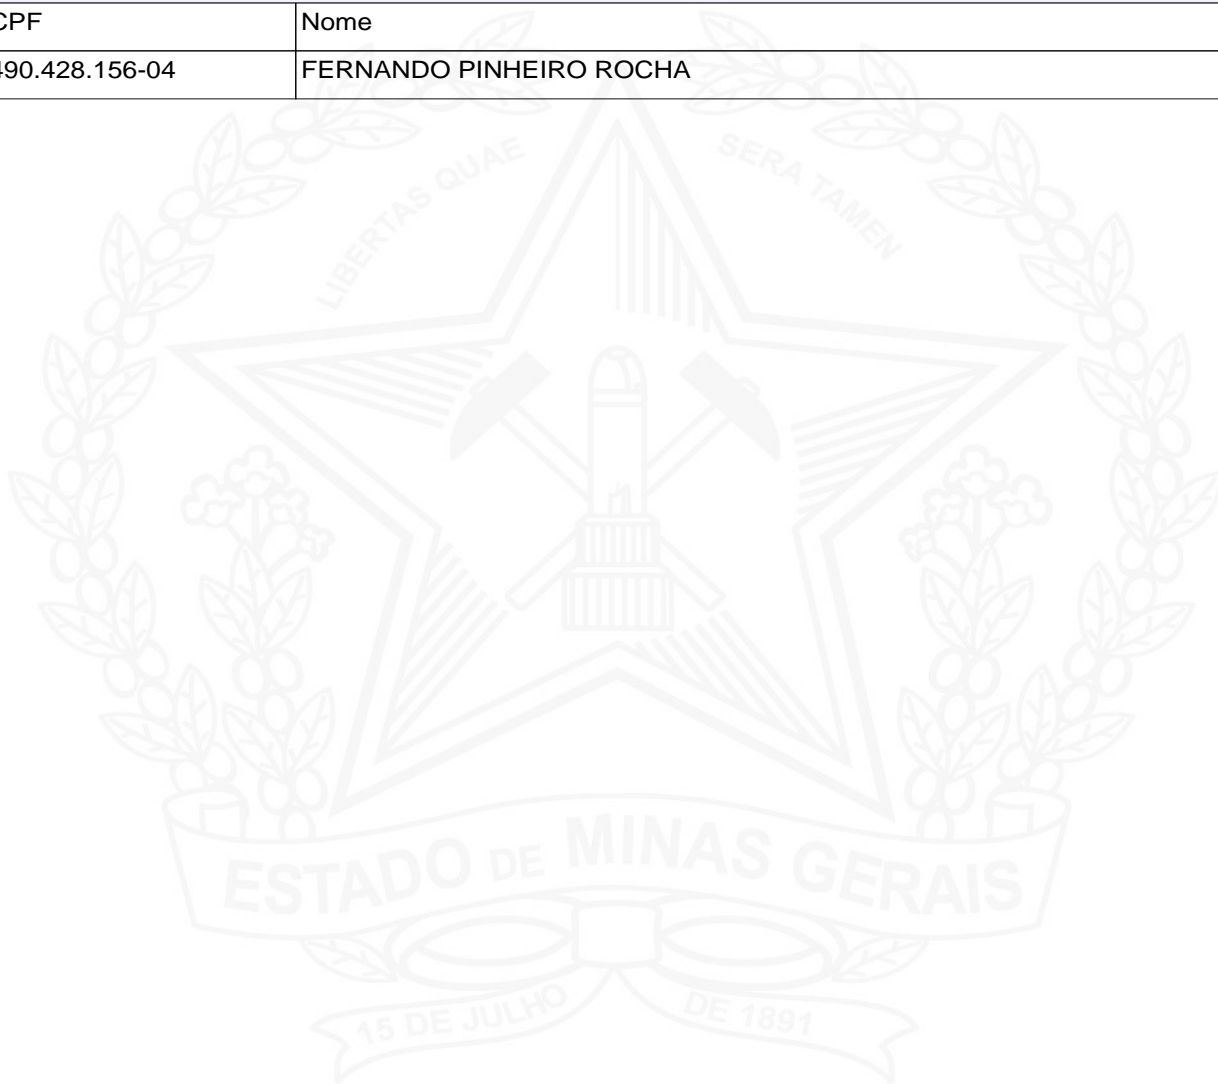 CPF Nome
490.428.156-04 FERNANDO PINHEIRO ROCHA
LIBERTAS QUAE SERA TAMEN
ESTADO DE MINAS GERAIS
15 DE JULHO DE 1891